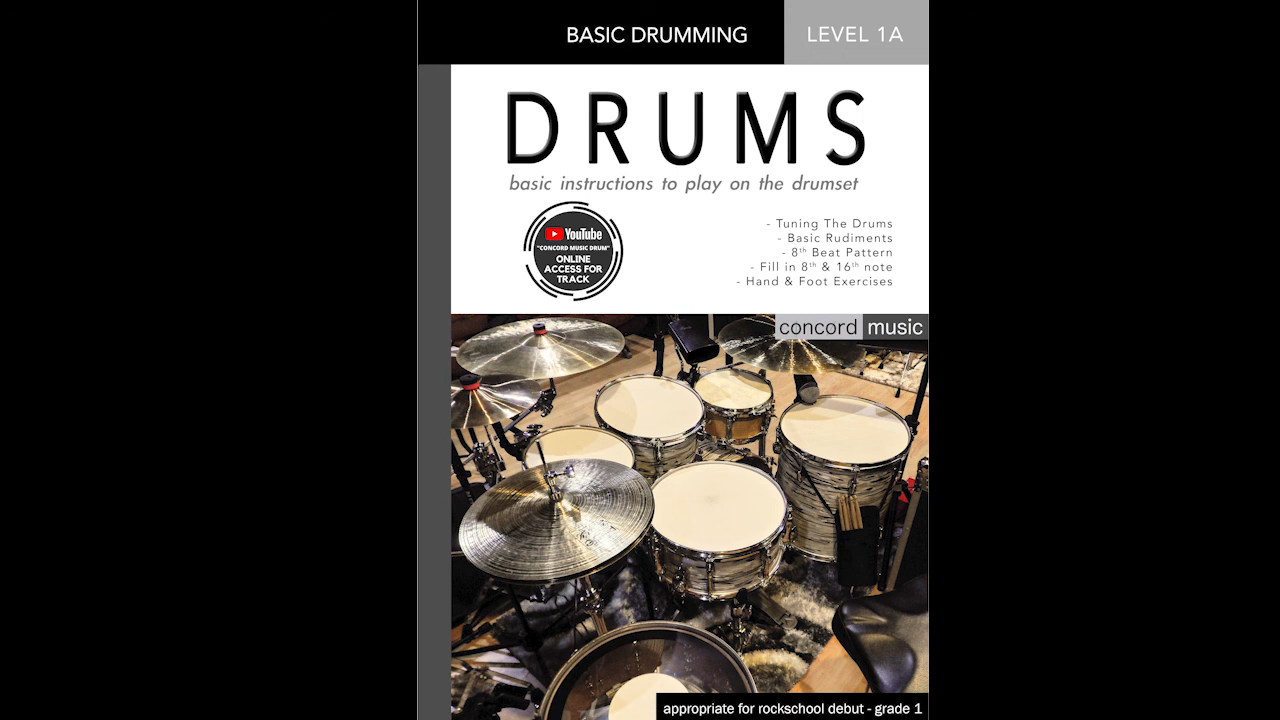 BASIC DRUMMING
LEVEL 1A
DRUMS
basic instructions to play on the drumset
YouTube
"CONCORD MUSIC DRUM"
ONLINE
ACCESS FOR
TRACK
- Tuning The Drums
- Basic Rudiments
- 8th Beat Pattern
- Fill in 8th & 16th note
- Hand & Foot Exercises
concord music
appropriate for rockschool debut - grade 1